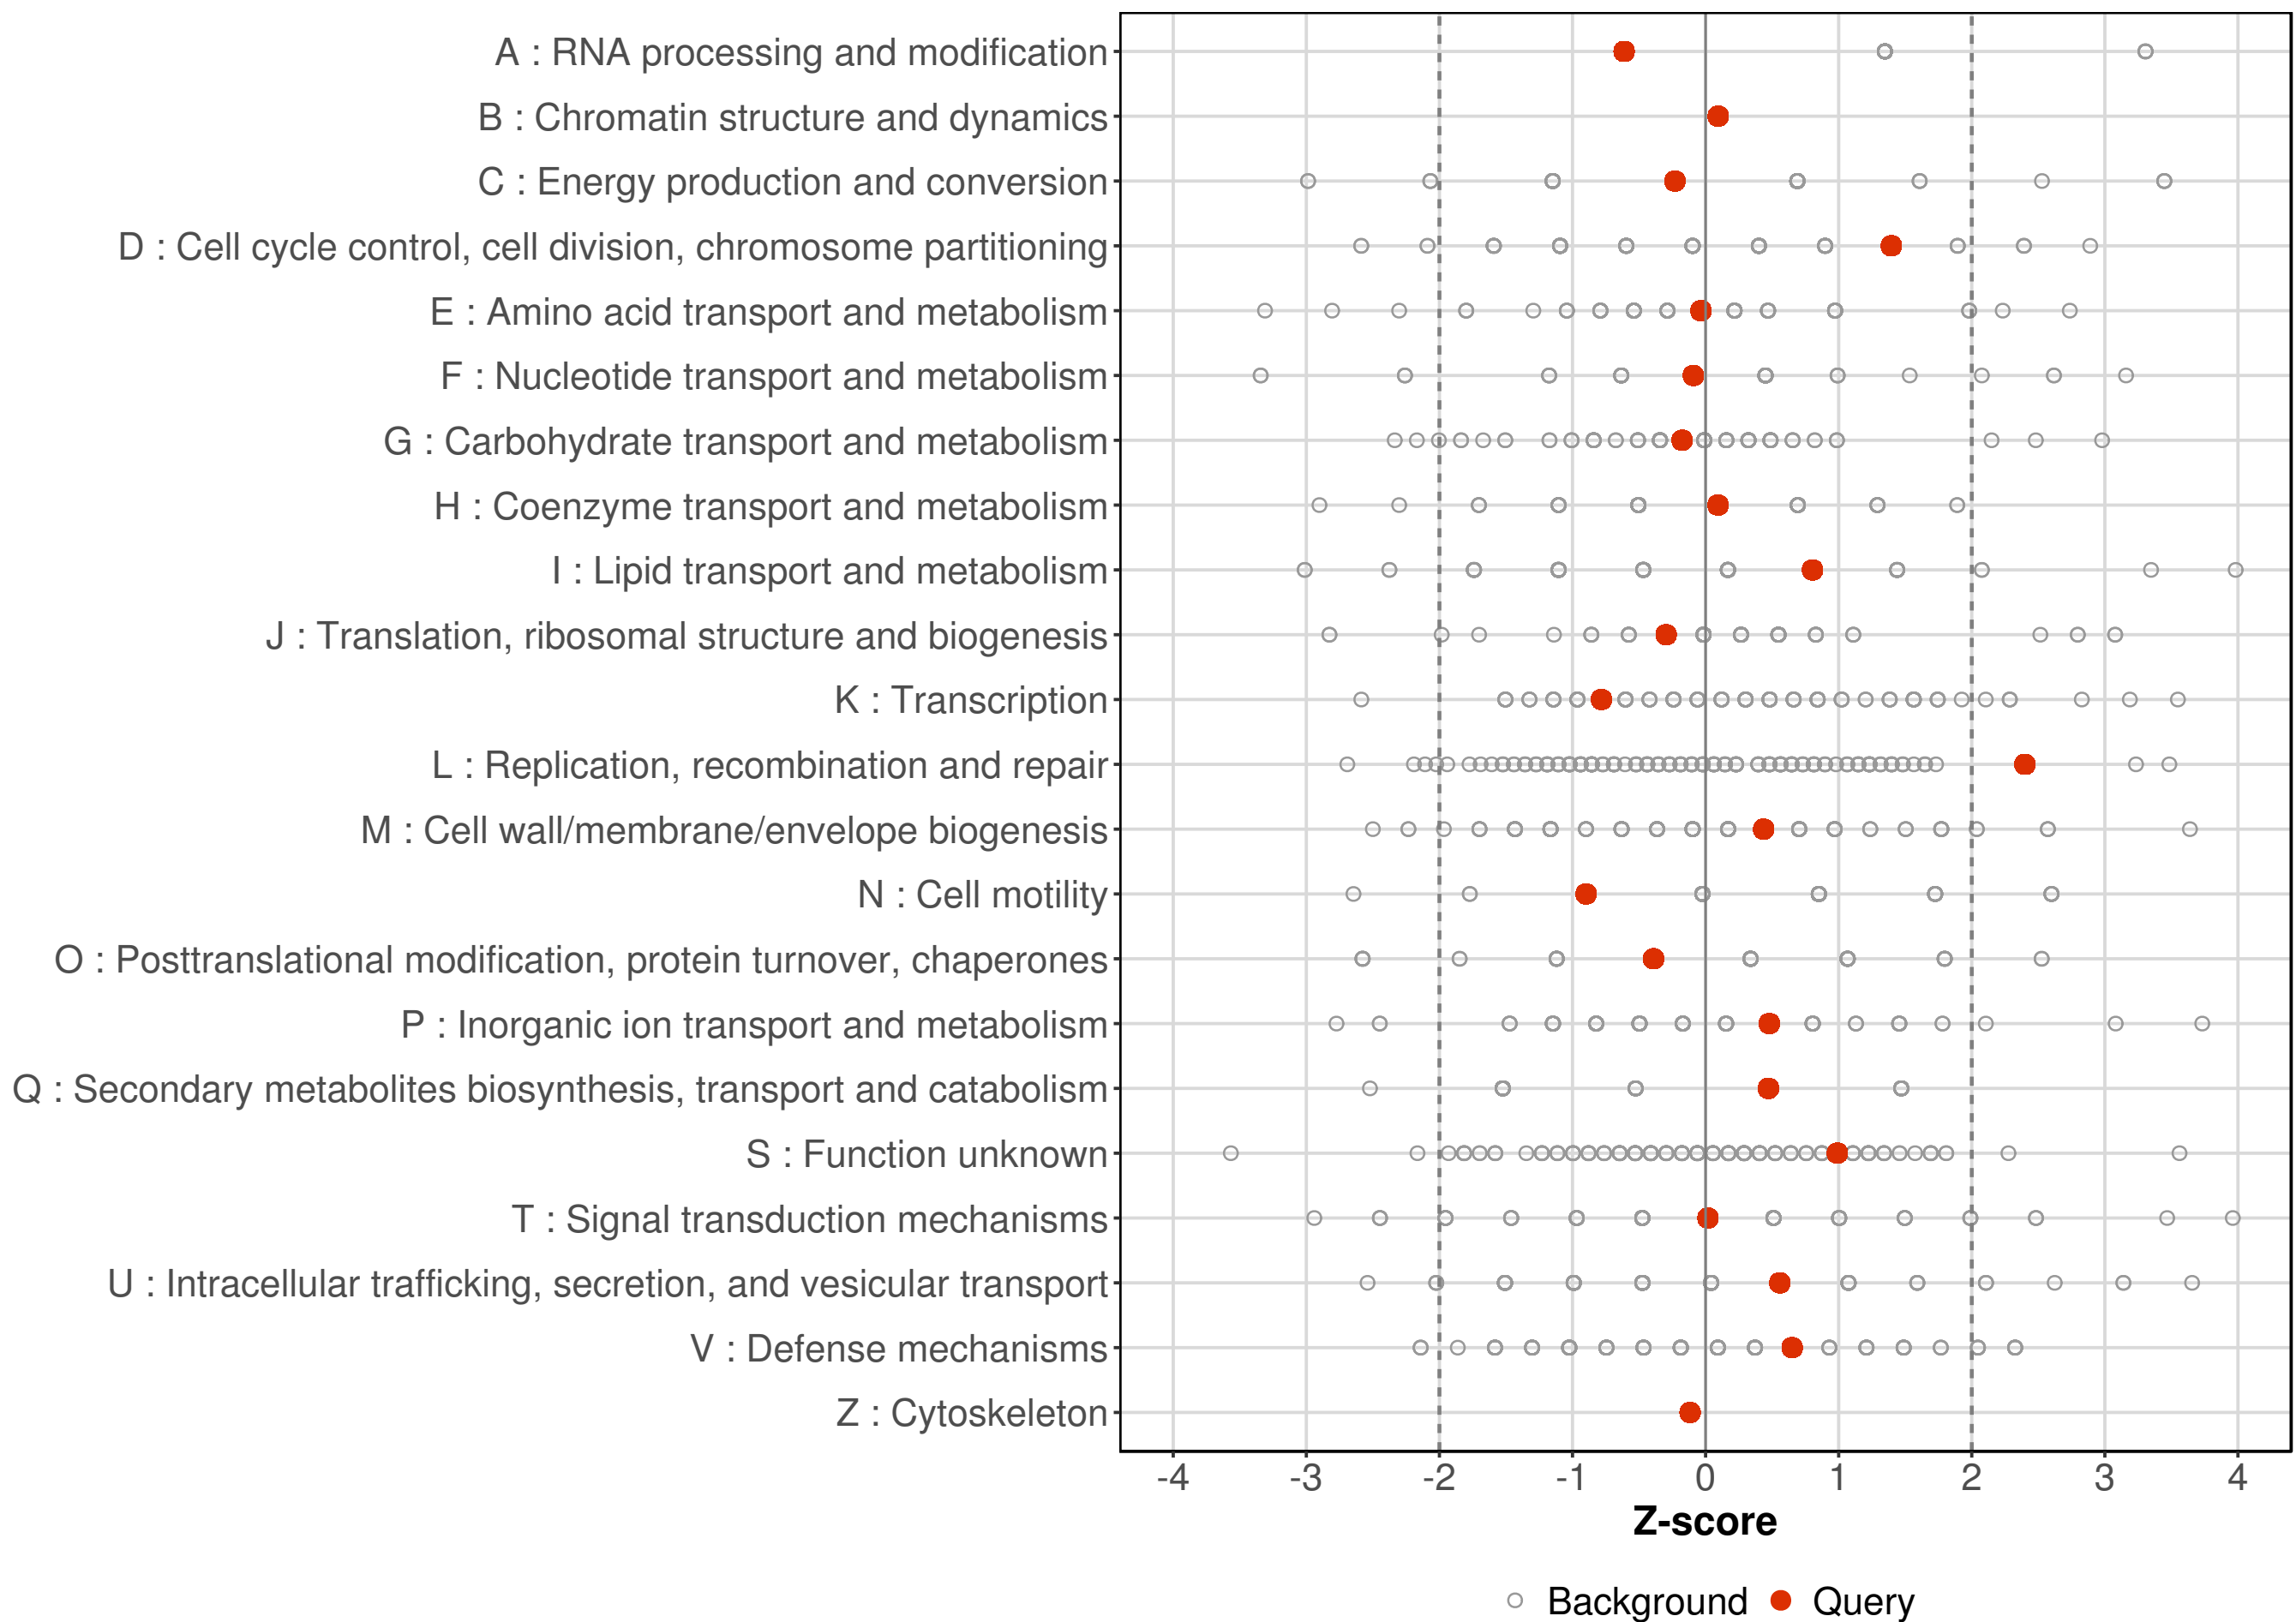 A : RNA processing and modification
B : Chromatin structure and dynamics
C : Energy production and conversion
D : Cell cycle control, cell division, chromosome partitioning
E : Amino acid transport and metabolism
F : Nucleotide transport and metabolism
G : Carbohydrate transport and metabolism
H : Coenzyme transport and metabolism
I : Lipid transport and metabolism
J : Translation, ribosomal structure and biogenesis
K : Transcription
L : Replication, recombination and repair
M : Cell wall/membrane/envelope biogenesis
N : Cell motility
O : Posttranslational modification, protein turnover, chaperones
P : Inorganic ion transport and metabolism
Q : Secondary metabolites biosynthesis, transport and catabolism
S : Function unknown
T : Signal transduction mechanisms
U : Intracellular trafficking, secretion, and vesicular transport
V : Defense mechanisms
Z : Cytoskeleton
-4 -3 -2 -1 0 1 2 3 4
Z-score
Background Query